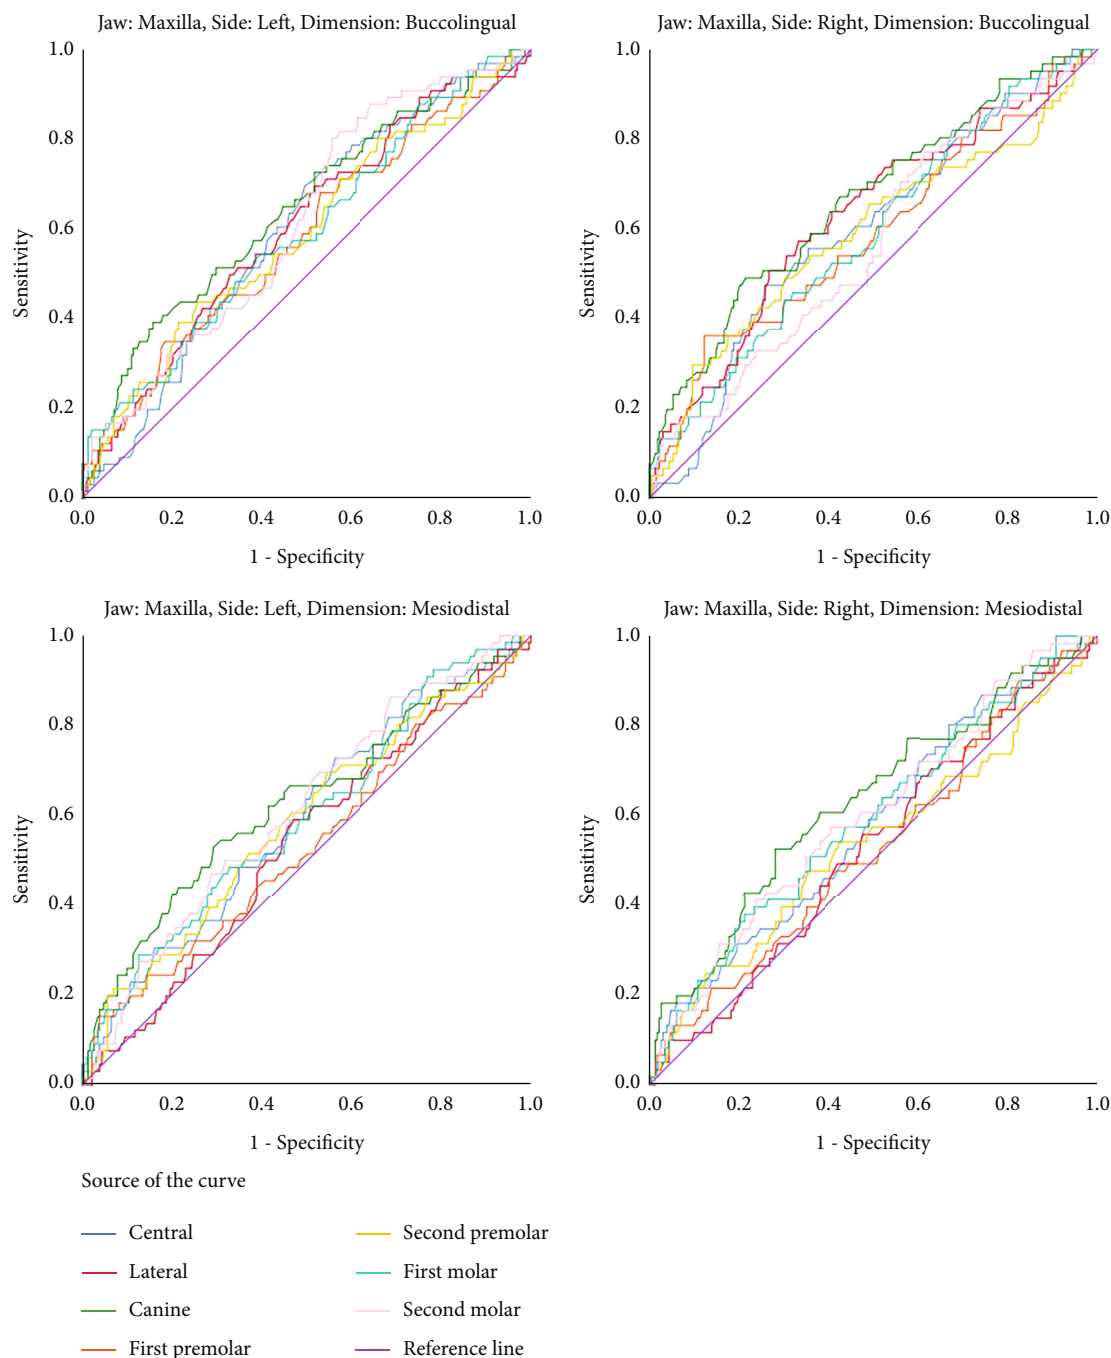 Jaw: Maxilla, Side: Left, Dimension: Buccolingual
1.0
0.8
0.6
0.4
0.2
0.0
Sensitivity
0.0 0.2 0.4 0.6 0.8 1.0
1 - Specificity
Jaw: Maxilla, Side: Right, Dimension: Buccolingual
1.0
0.8
0.6
0.4
0.2
0.0
Sensitivity
0.0 0.2 0.4 0.6 0.8 1.0
1 - Specificity
Jaw: Maxilla, Side: Left, Dimension: Mesiodistal
1.0
0.8
0.6
0.4
0.2
0.0
Sensitivity
0.0 0.2 0.4 0.6 0.8 1.0
1 - Specificity
Jaw: Maxilla, Side: Right, Dimension: Mesiodistal
1.0
0.8
0.6
0.4
0.2
0.0
Sensitivity
0.0 0.2 0.4 0.6 0.8 1.0
1 - Specificity
Source of the curve
Central
Lateral
Canine
First premolar
Second premolar
First molar
Second molar
Reference line